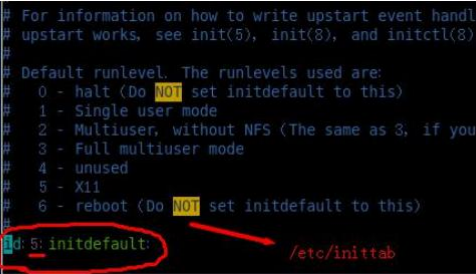 # For information on how to write upstart event handl
# upstart works, see init(5), init(8), and initctl(8)
#
# Default runlevel. The runlevels used are:
#   0 - halt (Do NOT set initdefault to this)
#   1 - Single user mode
#   2 - Multiuser, without NFS (The same as 3, if you
#   3 - Full multiuser mode
#   4 - unused
#   5 - X11
#   6 - reboot (Do NOT set initdefault to this)
#
id:5:initdefault:
/etc/inittab